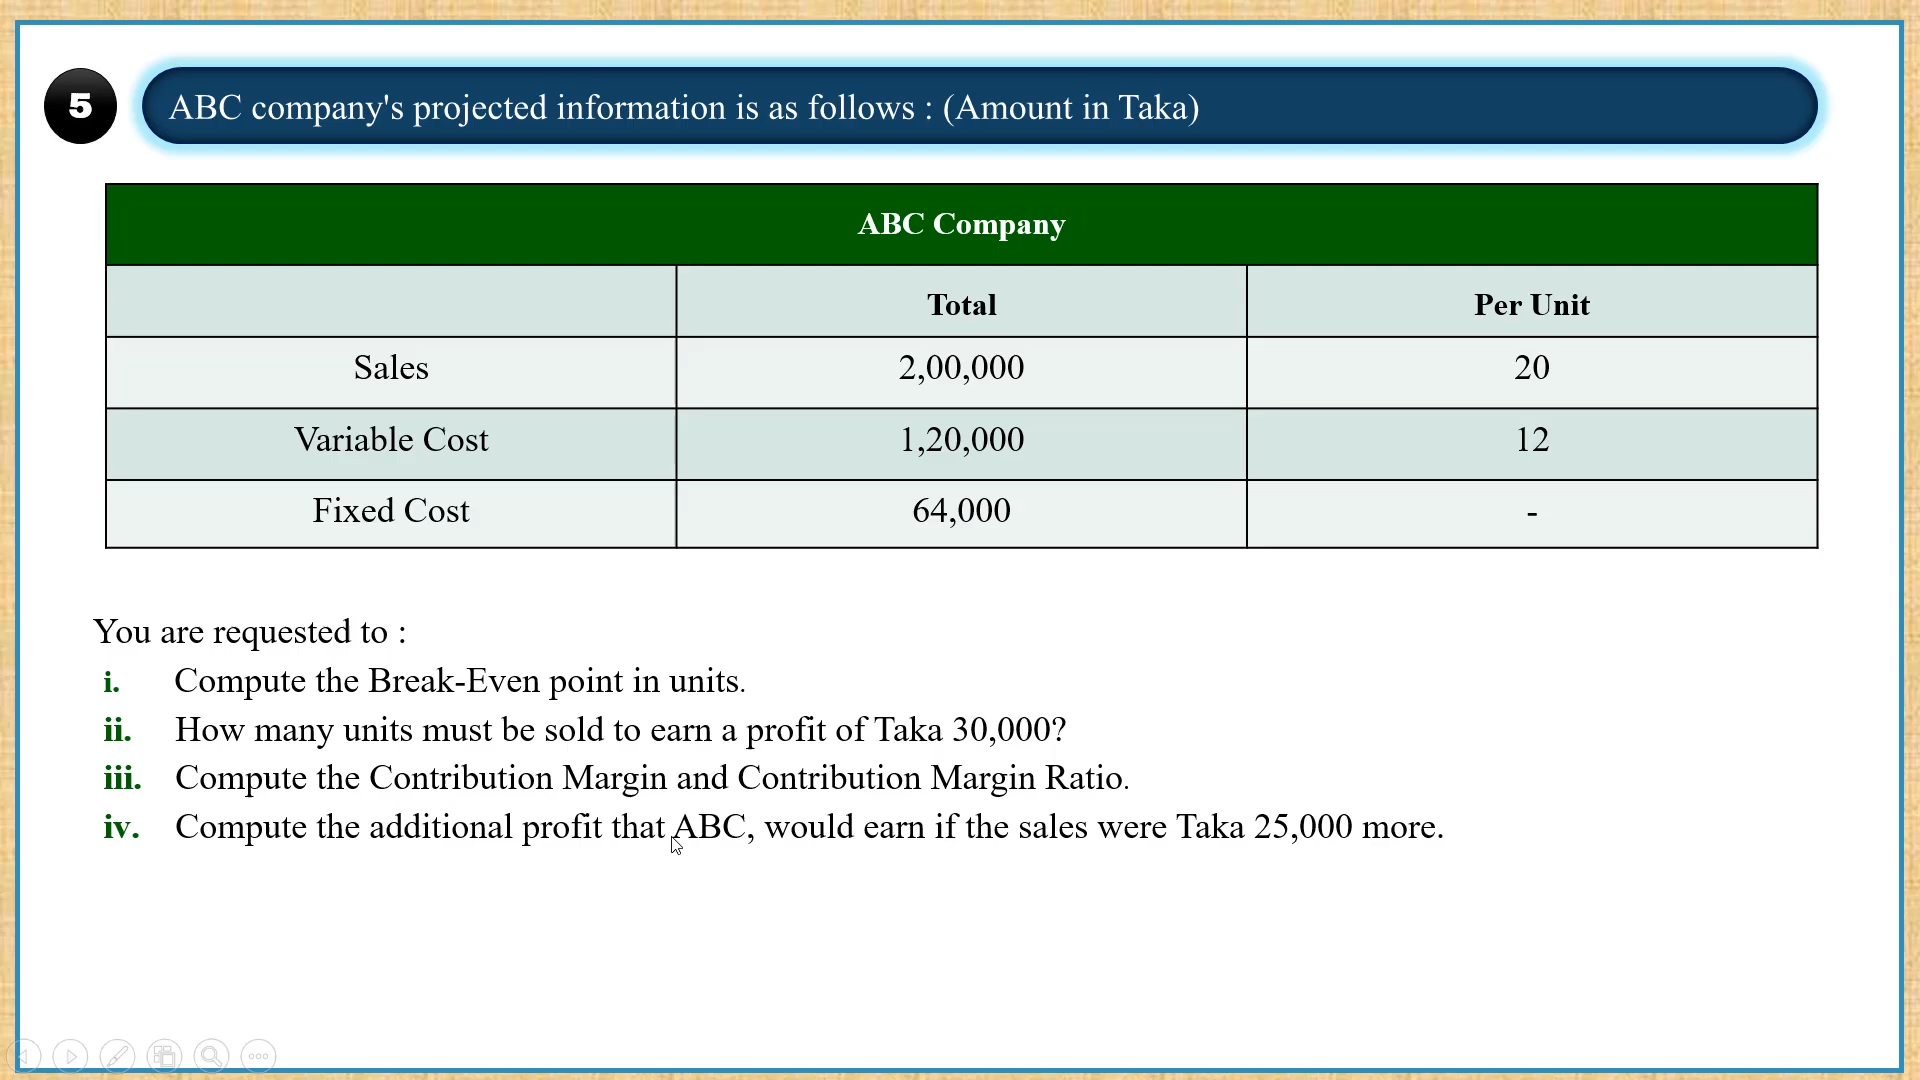 5 ABC company's projected information is as follows : (Amount in Taka)
ABC Company
Total Per Unit
Sales 2,00,000 20
Variable Cost 1,20,000 12
Fixed Cost 64,000 -
You are requested to :
i. Compute the Break-Even point in units.
ii. How many units must be sold to earn a profit of Taka 30,000?
iii. Compute the Contribution Margin and Contribution Margin Ratio.
iv. Compute the additional profit that ABC, would earn if the sales were Taka 25,000 more.